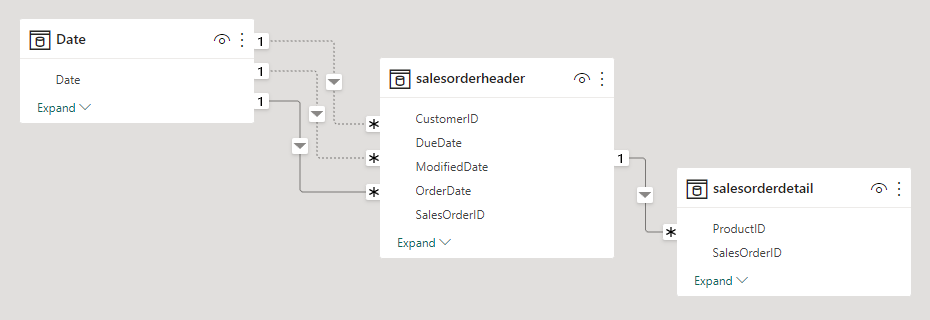 Date
1
Date
1
Expand
1
salesorderheader
CustomerID
*
DueDate
*
ModifiedDate
1
OrderDate
*
SalesOrderID
Expand
salesorderdetail
ProductID
*
SalesOrderID
Expand